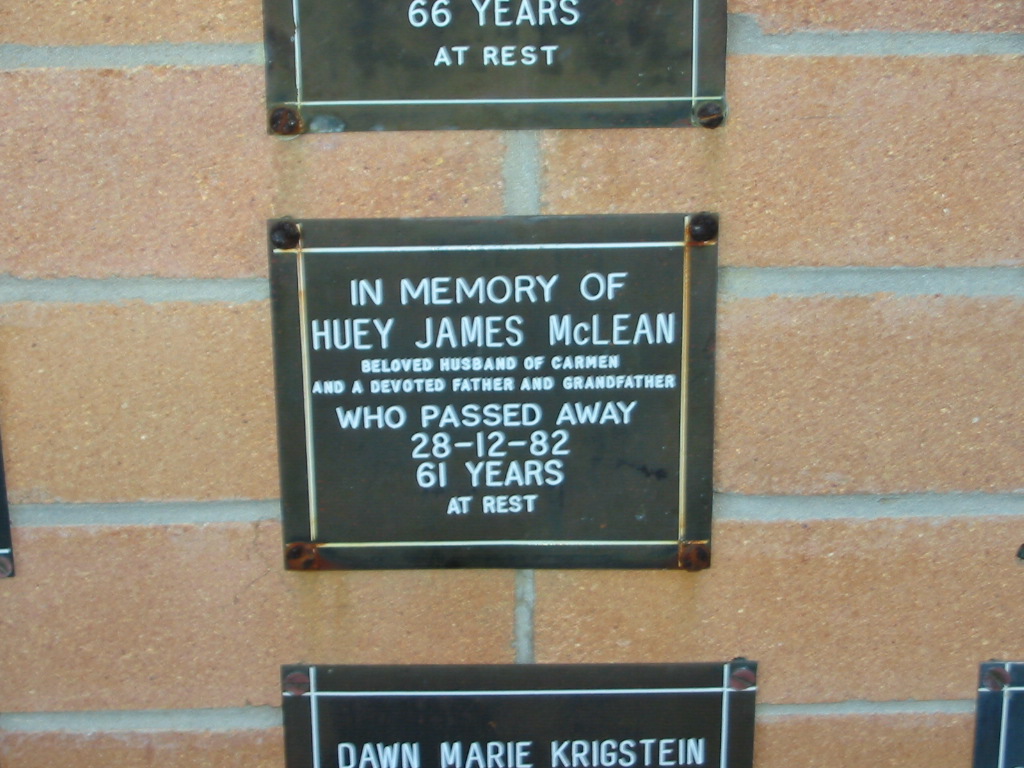 66 YEARS
AT REST
IN MEMORY OF
HUEY JAMES McLEAN
BELOVED HUSBAND OF CARMEN
AND A DEVOTED FATHER AND GRANDFATHER
WHO PASSED AWAY
28-12-82
61 YEARS
AT REST
DAWN MARIE KRIGSTEIN